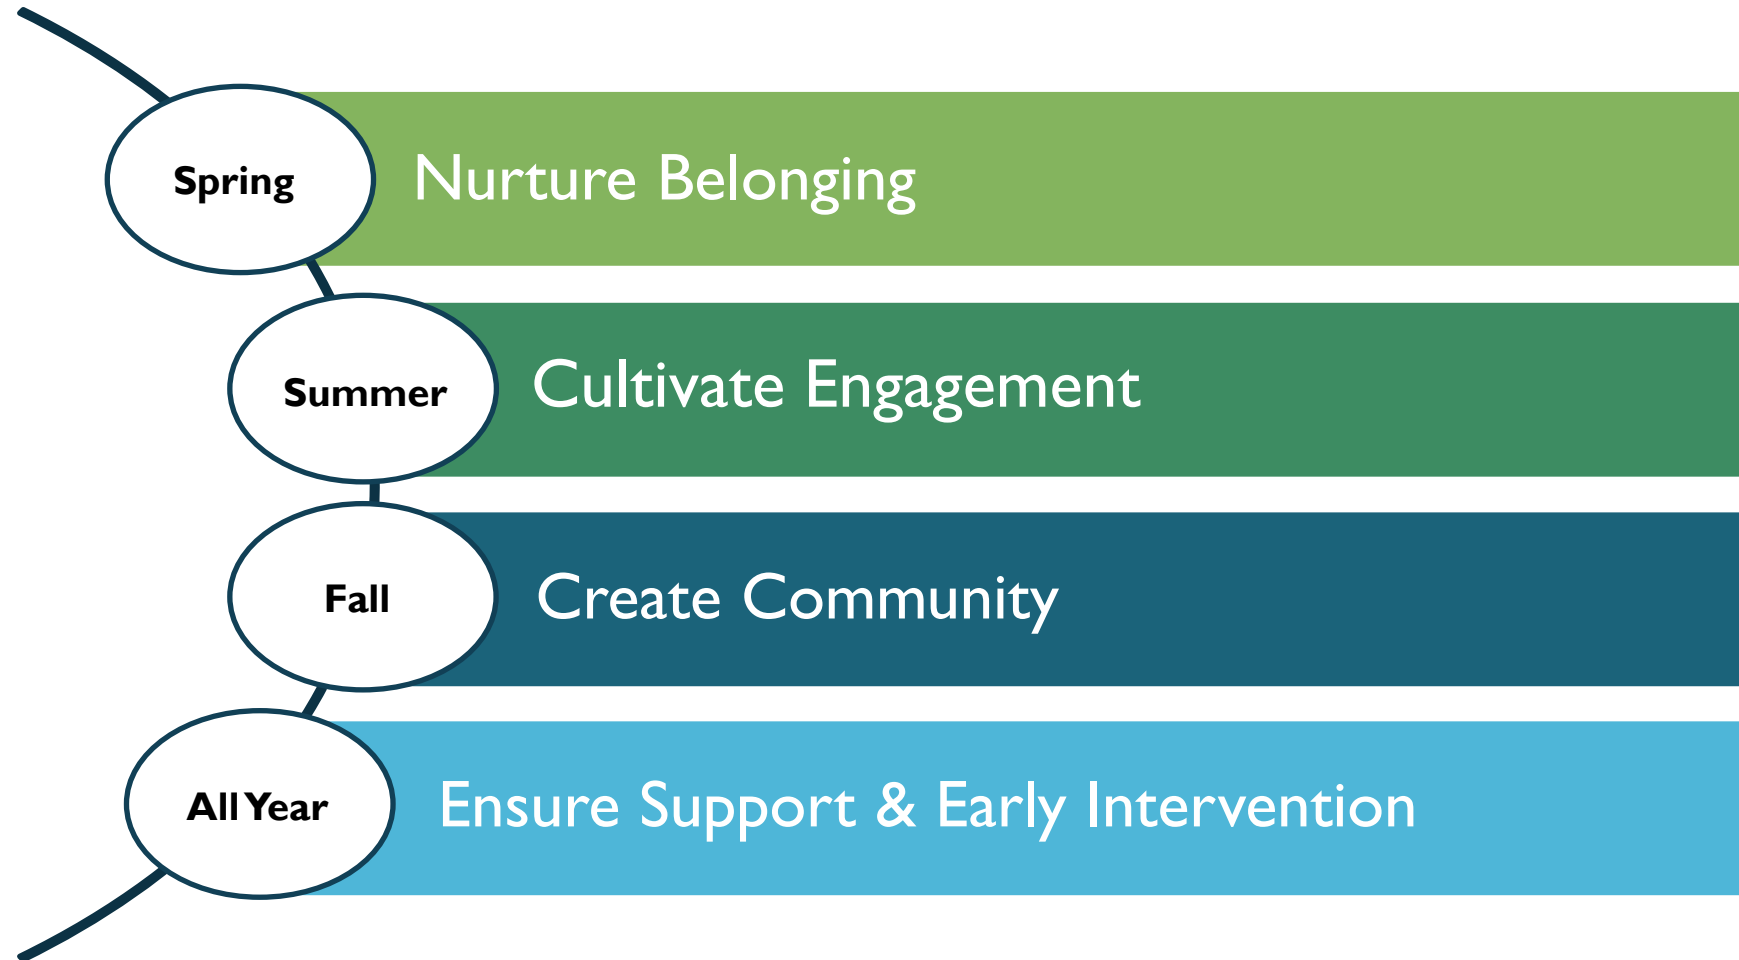 Spring
Nurture Belonging
Summer
Cultivate Engagement
Fall
Create Community
All Year
Ensure Support & Early Intervention